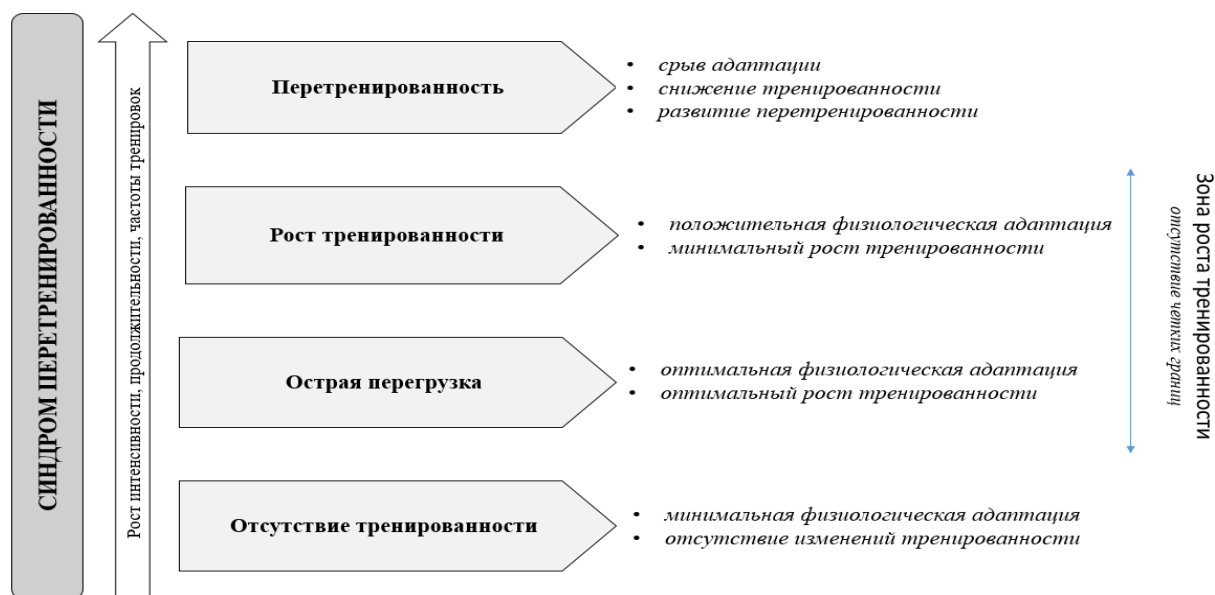 СИНДРОМ ПЕРЕТРЕНИРОВАННОСТИ
Рост интенсивности, продолжительности, частоты тренировок
Перетренированность
• срыв адаптации
• снижение тренированности
• развитие перетренированности
Рост тренированности
• положительная физиологическая адаптация
• минимальный рост тренированности
Острая перегрузка
• оптимальная физиологическая адаптация
• оптимальный рост тренированности
Отсутствие тренированности
• минимальная физиологическая адаптация
• отсутствие изменений тренированности
Зона роста тренированности
отсутствие четких границ